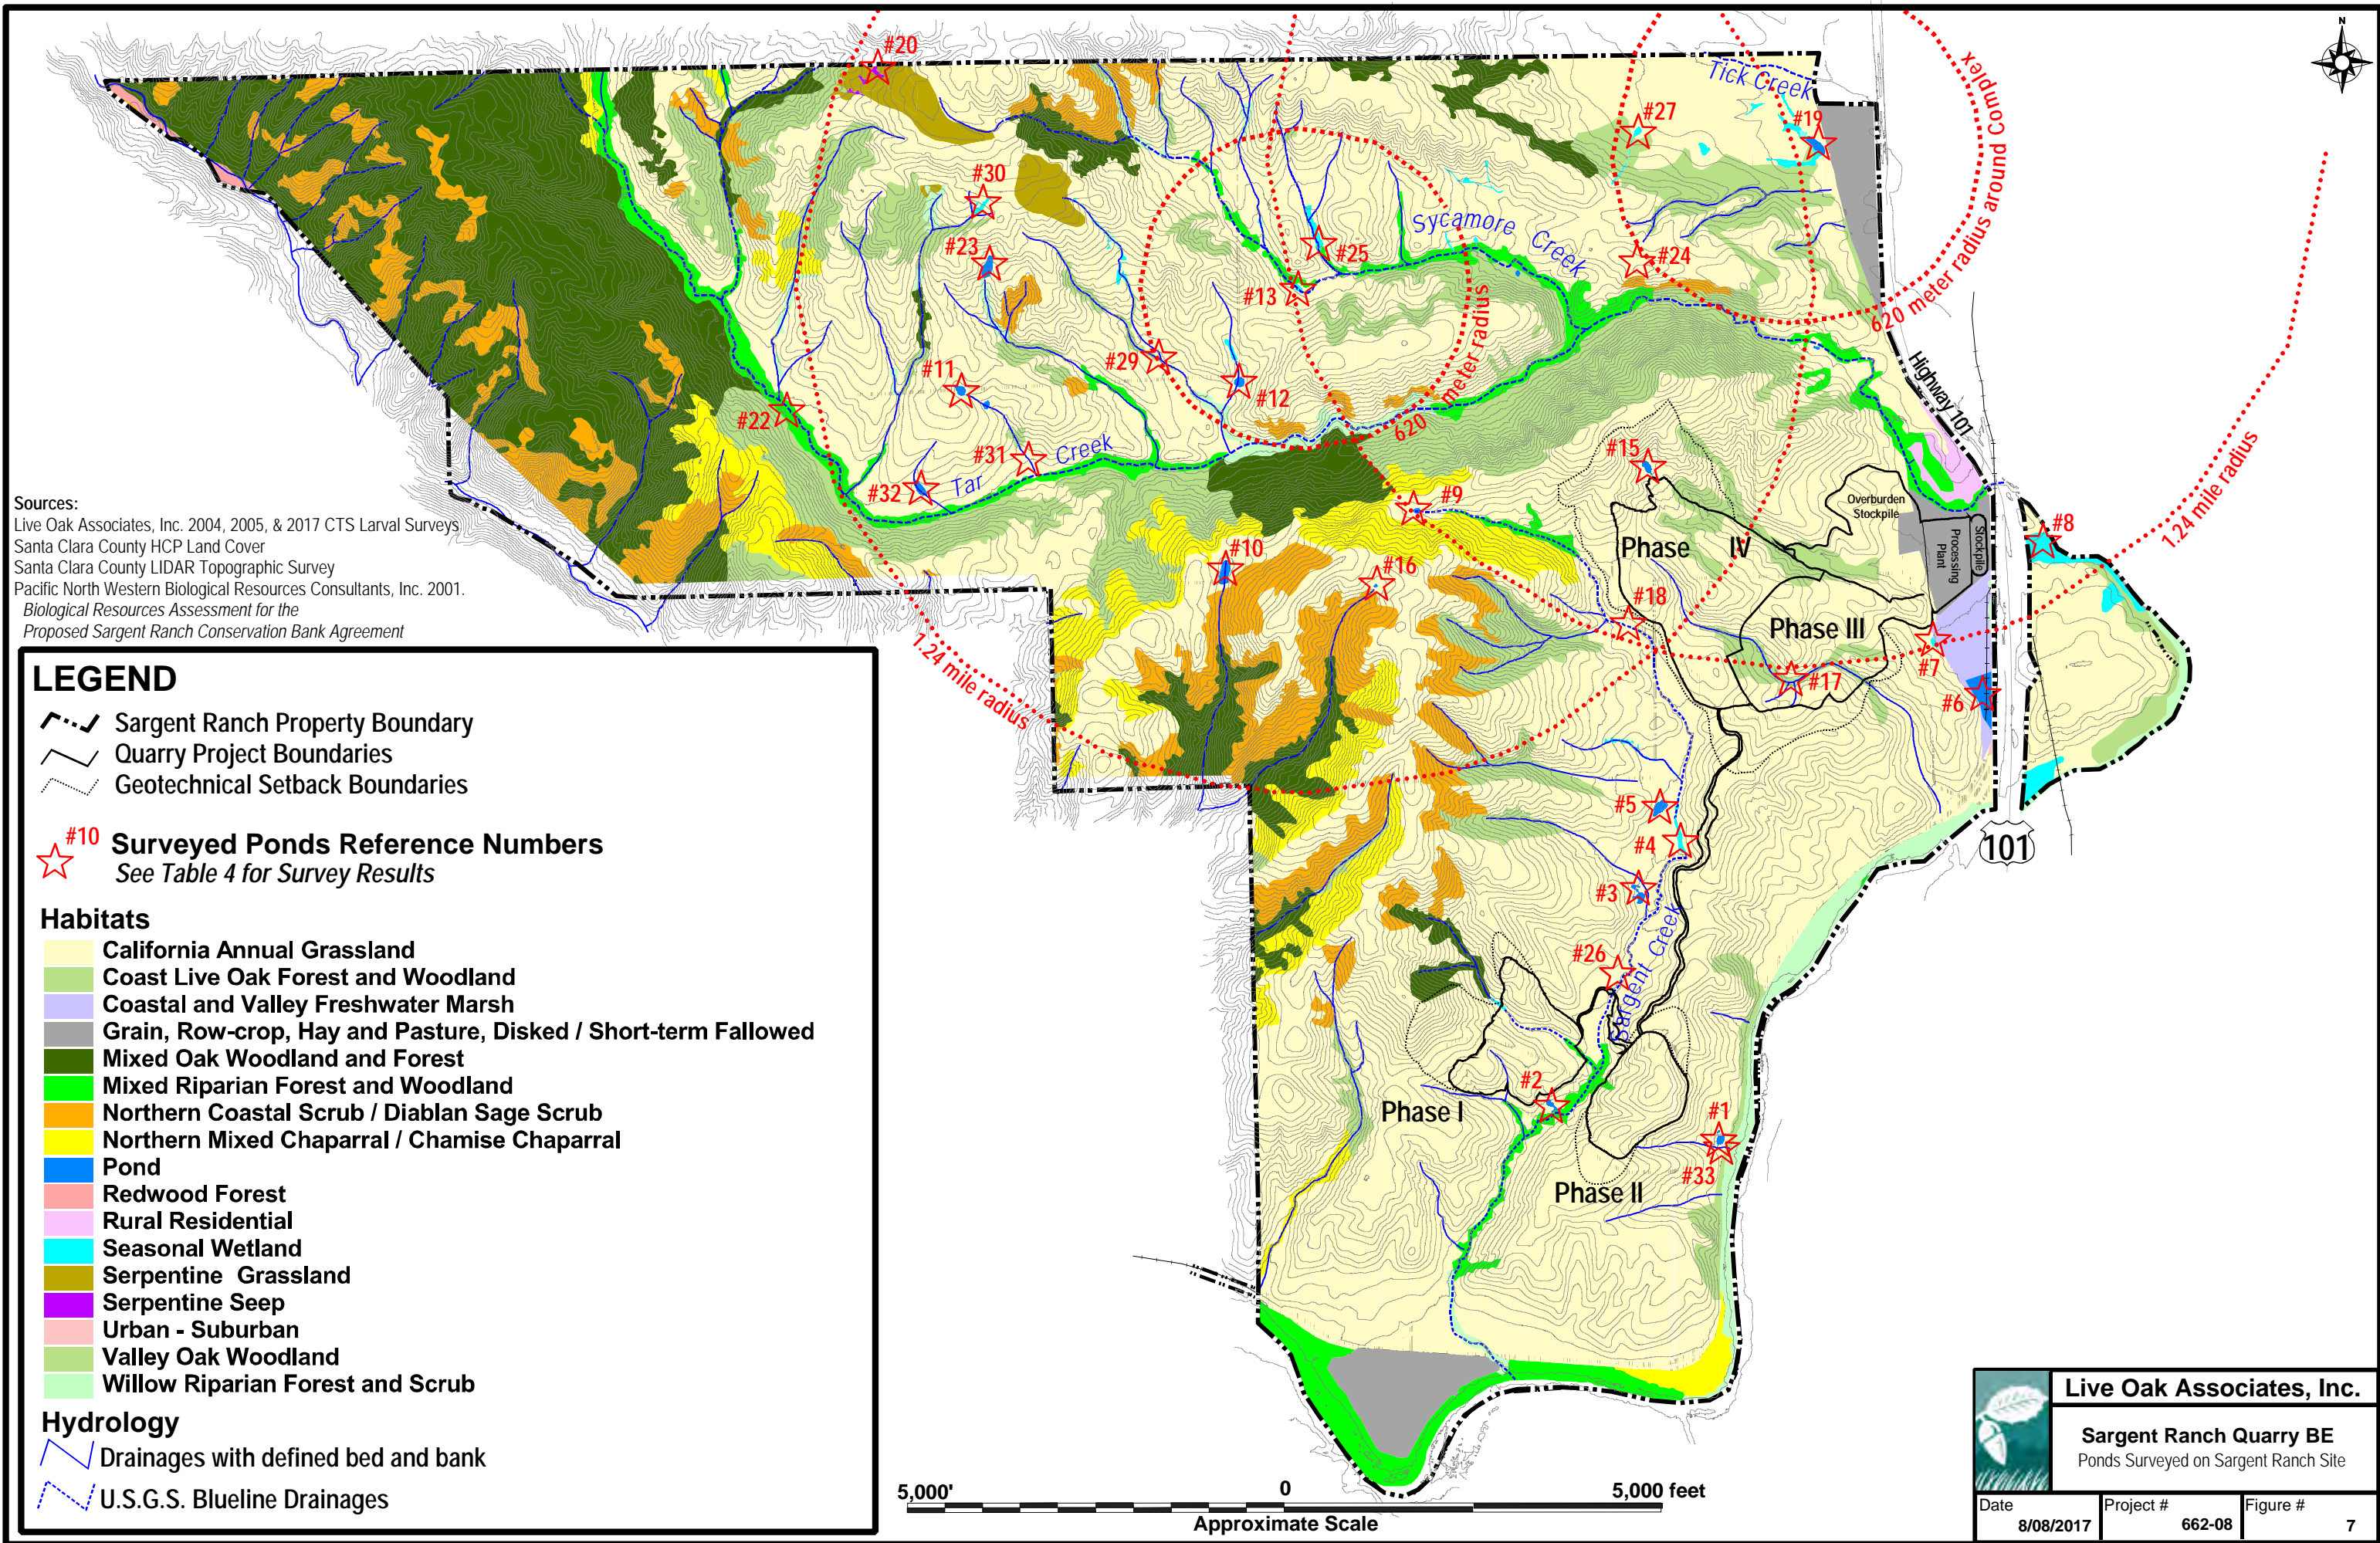 N
#20
Tick Creek
#27
#19
620 meter radius around Complex
#30
#23
#25
Sycamore Creek
#24
#13
620 meter radius
#29
#11
#12
#22
Highway 101
#31
Tar Creek
#32
#15
#9
Overburden
Stockpile
Stockpile
Processing
Plant
#8
1.24 mile radius
Phase IV
#10
#16
#18
Phase III
#7
#17
#6
1.24 mile radius
#5
#4
101
#3
Sargent Creek
#26
#2
Phase I
#1
#33
Phase II
Sources:
Live Oak Associates, Inc. 2004, 2005, & 2017 CTS Larval Surveys
Santa Clara County HCP Land Cover
Santa Clara County LIDAR Topographic Survey
Pacific North Western Biological Resources Consultants, Inc. 2001.
Biological Resources Assessment for the
Proposed Sargent Ranch Conservation Bank Agreement
LEGEND
Sargent Ranch Property Boundary
Quarry Project Boundaries
Geotechnical Setback Boundaries
#10 Surveyed Ponds Reference Numbers
See Table 4 for Survey Results
Habitats
California Annual Grassland
Coast Live Oak Forest and Woodland
Coastal and Valley Freshwater Marsh
Grain, Row-crop, Hay and Pasture, Disked / Short-term Fallowed
Mixed Oak Woodland and Forest
Mixed Riparian Forest and Woodland
Northern Coastal Scrub / Diablan Sage Scrub
Northern Mixed Chaparral / Chamise Chaparral
Pond
Redwood Forest
Rural Residential
Seasonal Wetland
Serpentine Grassland
Serpentine Seep
Urban - Suburban
Valley Oak Woodland
Willow Riparian Forest and Scrub
Hydrology
Drainages with defined bed and bank
U.S.G.S. Blueline Drainages
5,000' 0 5,000 feet
Approximate Scale
Live Oak Associates, Inc.
Sargent Ranch Quarry BE
Ponds Surveyed on Sargent Ranch Site
Date Project # Figure #
8/08/2017 662-08 7